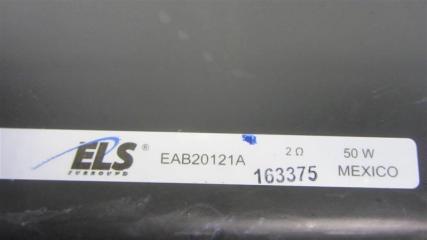 ELS®
SURROUND
EAB20121A
2 Ω 50 W
163375 MEXICO